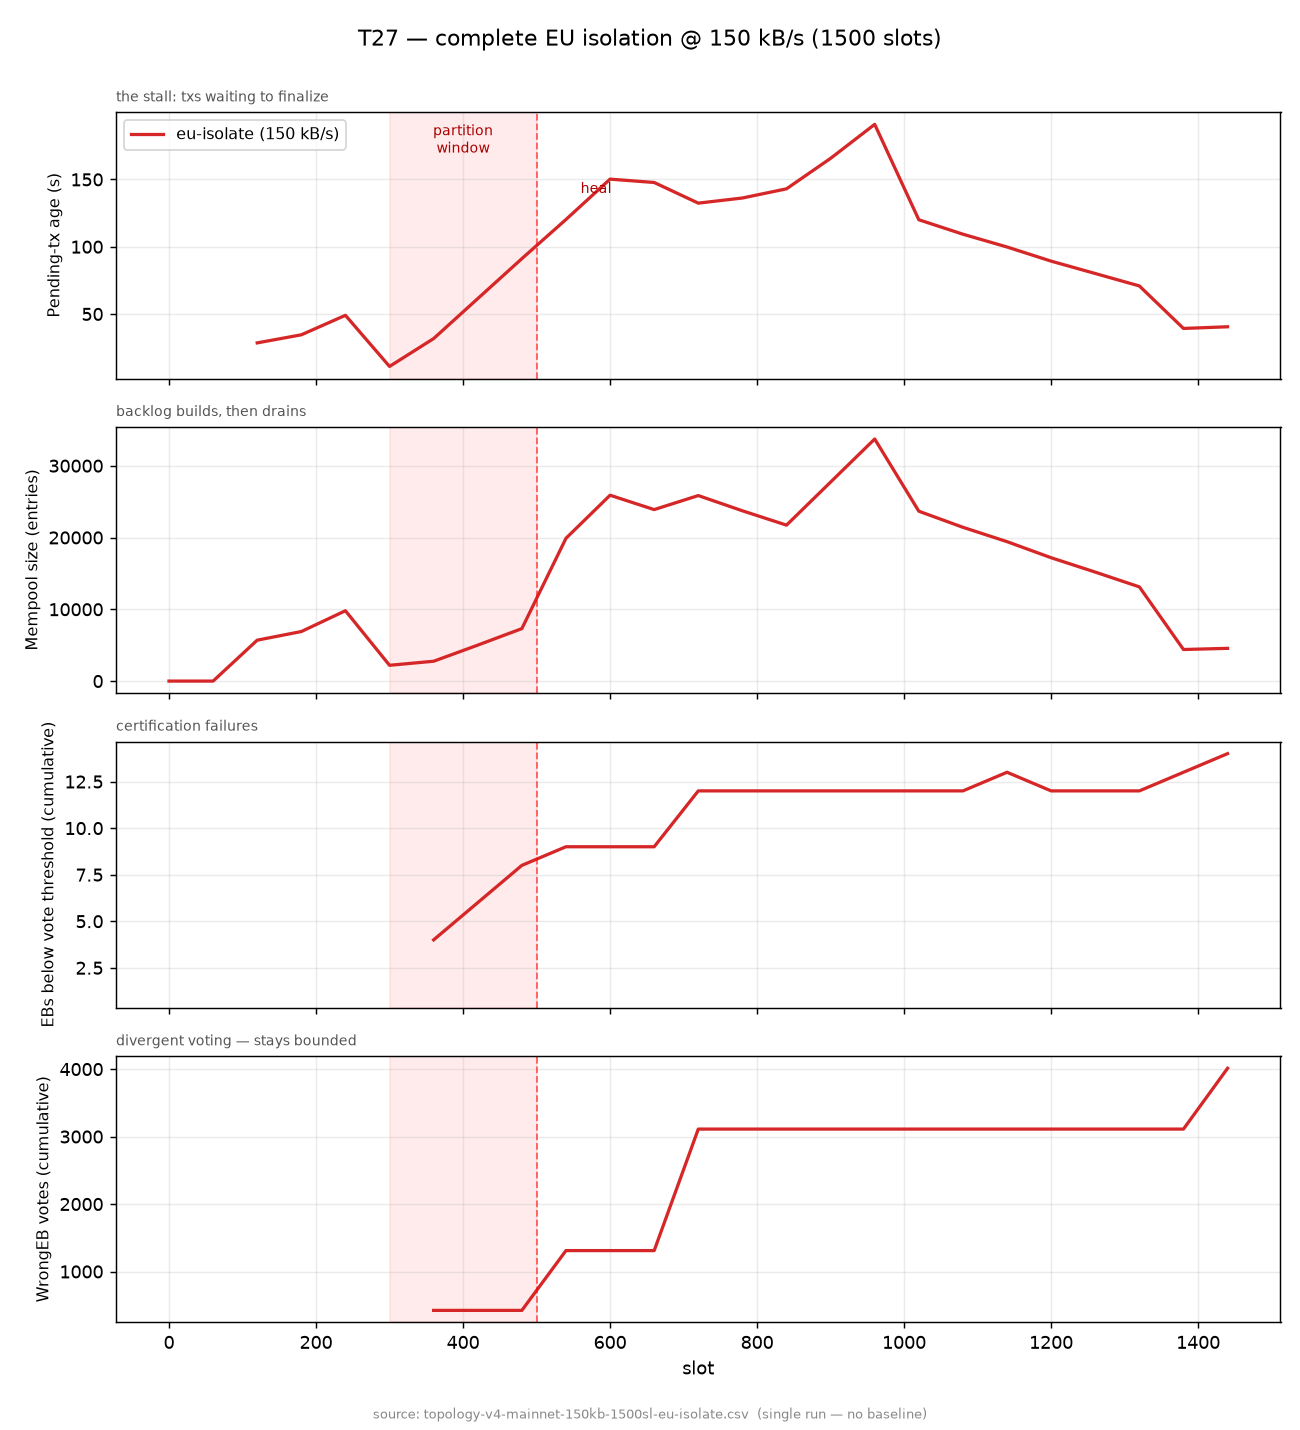 T27 — complete EU isolation @ 150 kB/s (1500 slots)
the stall: txs waiting to finalize
eu-isolate (150 kB/s)
partition
window
heal
Pending-tx age (s)
150
100
50
backlog builds, then drains
Mempool size (entries)
30000
20000
10000
0
certification failures
EBs below vote threshold (cumulative)
12.5
10.0
7.5
5.0
2.5
divergent voting — stays bounded
WrongEB votes (cumulative)
4000
3000
2000
1000
0 200 400 600 800 1000 1200 1400
slot
source: topology-v4-mainnet-150kb-1500sl-eu-isolate.csv (single run — no baseline)